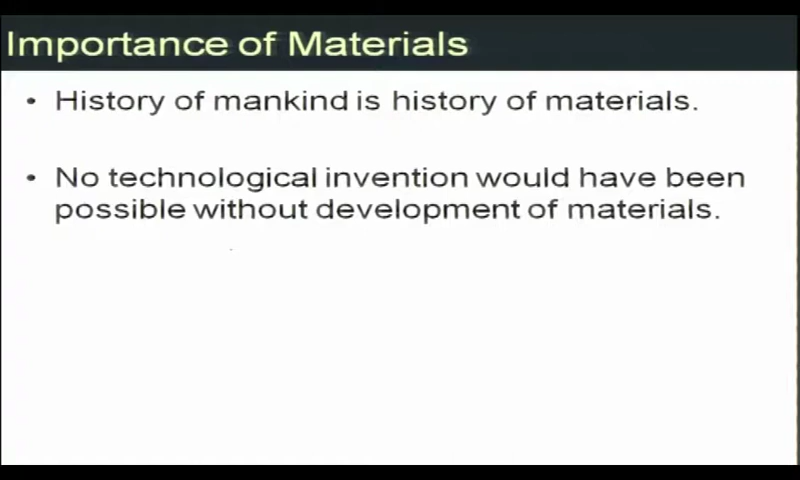 Importance of Materials
• History of mankind is history of materials.
• No technological invention would have been
possible without development of materials.